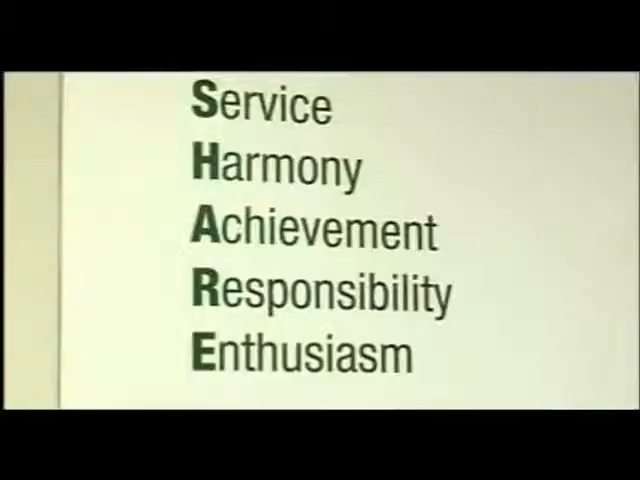 Service
Harmony
Achievement
Responsibility
Enthusiasm